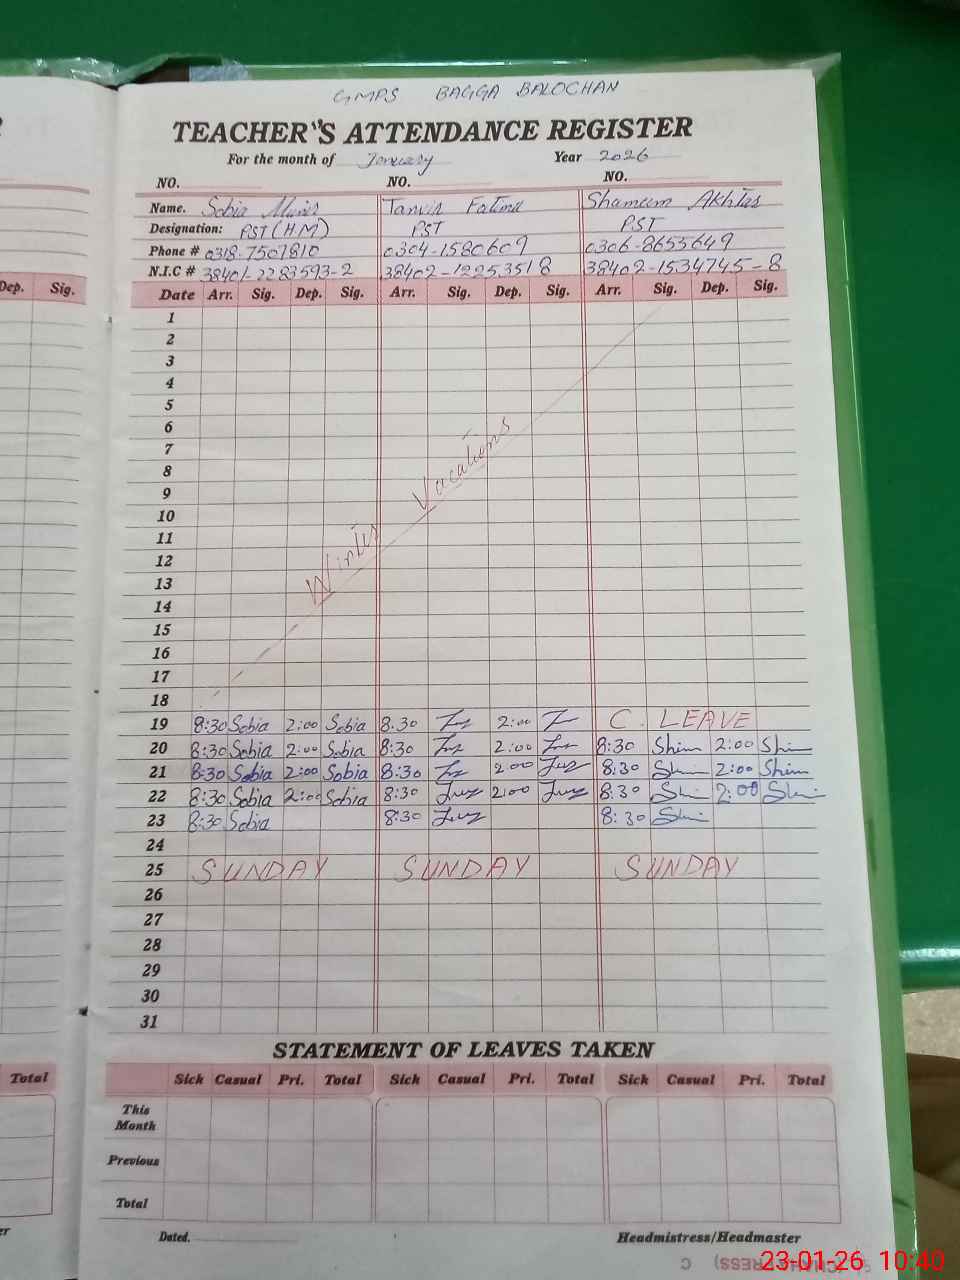 GMPS BAGGA BALOCHAN
TEACHER'S ATTENDANCE REGISTER
For the month of January Year 2026
NO. NO. NO.
Name. Sobia Munir Tanvir Fatima Shameem Akhtar
Designation: PST (H.M) PST PST
Phone # 0318-7507810 0304-1580609 0306-8655649
N.I.C # 38401-2283593-2 38402-1285351 8 38402-1534745-8
Dep. Sig.
Date Arr. Sig. Dep. Sig. Arr. Sig. Dep. Sig. Arr. Sig. Dep. Sig.
1
2
3
4
5
6
7
8
9
10
11
12
13
14
15
16
17
18
Winter Vacations
19 8:30 Sobia 2:00 Sobia 8.30 2:00 C. LEAVE
20 8:30 Sobia 2:00 Sobia 8:30 2:00 8:30 Shim 2:00 Shim
21 8:30 Sobia 2:00 Sobia 8:30 2:00 8:30 Shim 2:00 Shim
22 8:30 Sobia 2:00 Sobia 8:30 2:00 8:30 Shim 2:00 Shim
23 8:30 Sobia 8:30 8:30 Shim
24
25 SUNDAY SUNDAY SUNDAY
26
27
28
29
30
31
STATEMENT OF LEAVES TAKEN
Total
Sick Casual Pri. Total Sick Casual Pri. Total Sick Casual Pri. Total
This Month
Previous
Total
Dated. Headmistress/Headmaster
23-01-26 10:40